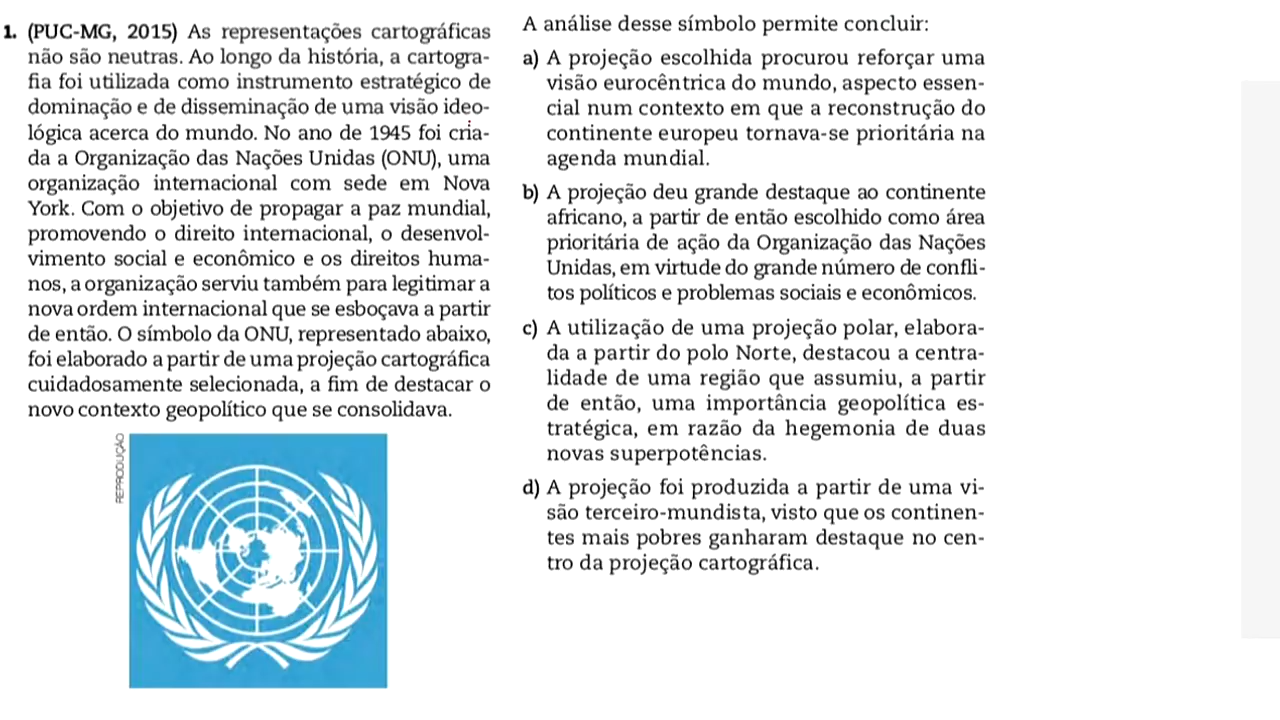 1. (PUC-MG, 2015) As representações cartográficas
não são neutras. Ao longo da história, a cartogra-
fia foi utilizada como instrumento estratégico de
dominação e de disseminação de uma visão ideo-
lógica acerca do mundo. No ano de 1945 foi cria-
da a Organização das Nações Unidas (ONU), uma
organização internacional com sede em Nova
York. Com o objetivo de propagar a paz mundial,
promovendo o direito internacional, o desenvol-
vimento social e econômico e os direitos huma-
nos, a organização serviu também para legitimar a
nova ordem internacional que se esboçava a partir
de então. O símbolo da ONU, representado abaixo,
foi elaborado a partir de uma projeção cartográfica
cuidadosamente selecionada, a fim de destacar o
novo contexto geopolítico que se consolidava.
REPRODUÇÃO
A análise desse símbolo permite concluir:
a) A projeção escolhida procurou reforçar uma
visão eurocêntrica do mundo, aspecto essen-
cial num contexto em que a reconstrução do
continente europeu tornava-se prioritária na
agenda mundial.
b) A projeção deu grande destaque ao continente
africano, a partir de então escolhido como área
prioritária de ação da Organização das Nações
Unidas, em virtude do grande número de confli-
tos políticos e problemas sociais e econômicos.
c) A utilização de uma projeção polar, elabora-
da a partir do polo Norte, destacou a centra-
lidade de uma região que assumiu, a partir
de então, uma importância geopolítica es-
tratégica, em razão da hegemonia de duas
novas superpotências.
d) A projeção foi produzida a partir de uma vi-
são terceiro-mundista, visto que os continen-
tes mais pobres ganharam destaque no cen-
tro da projeção cartográfica.